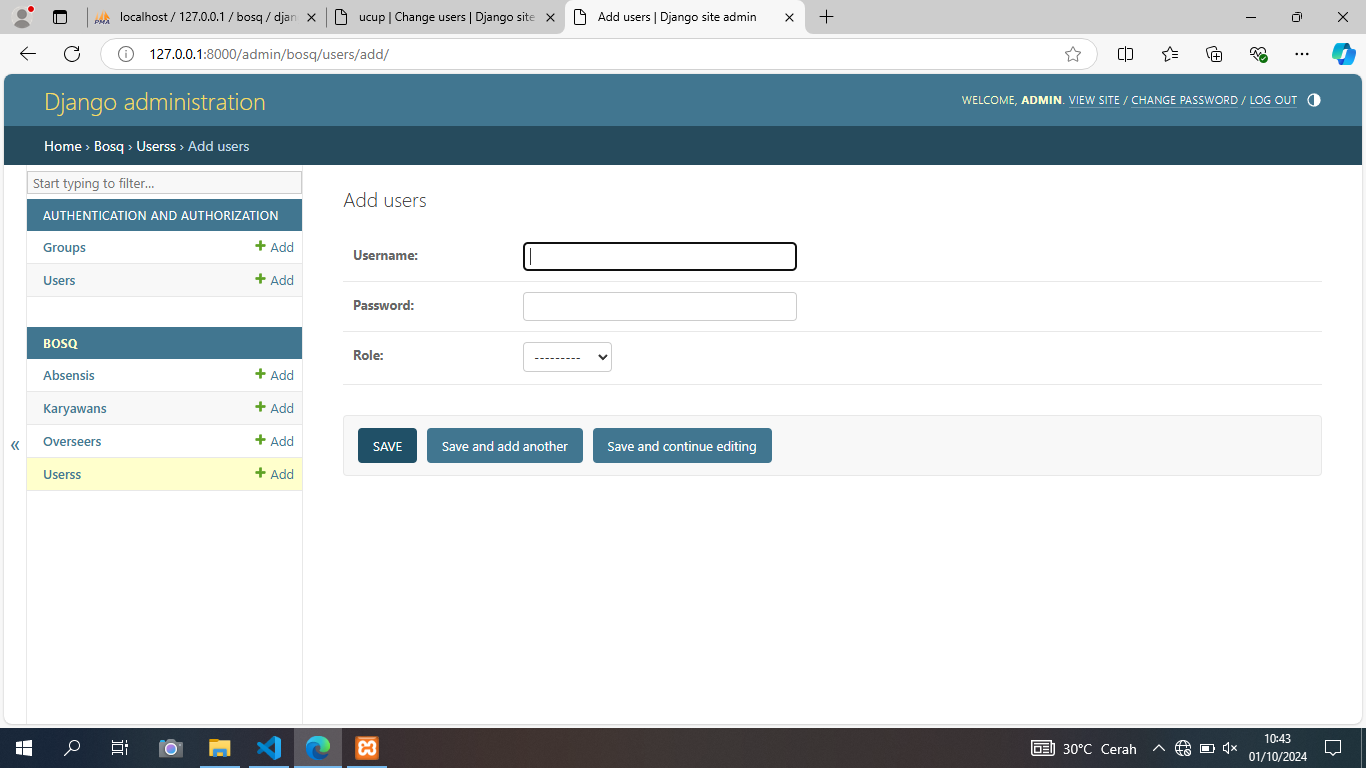 localhost / 127.0.0.1 / bosq / djan
ucup | Change users | Django site
Add users | Django site admin
127.0.0.1:8000/admin/bosq/users/add/
Django administration
WELCOME, ADMIN. VIEW SITE / CHANGE PASSWORD / LOG OUT
Home › Bosq › Userss › Add users
Start typing to filter...
AUTHENTICATION AND AUTHORIZATION
Groups + Add
Users + Add
BOSQ
Absensis + Add
Karyawans + Add
Overseers + Add
Userss + Add
«
Add users
Username:
Password:
Role: ---------
SAVE Save and add another Save and continue editing
30°C Cerah
10:43
01/10/2024